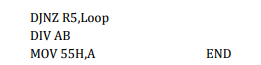 DJNZ R5,Loop
DIV AB
MOV 55H,A END